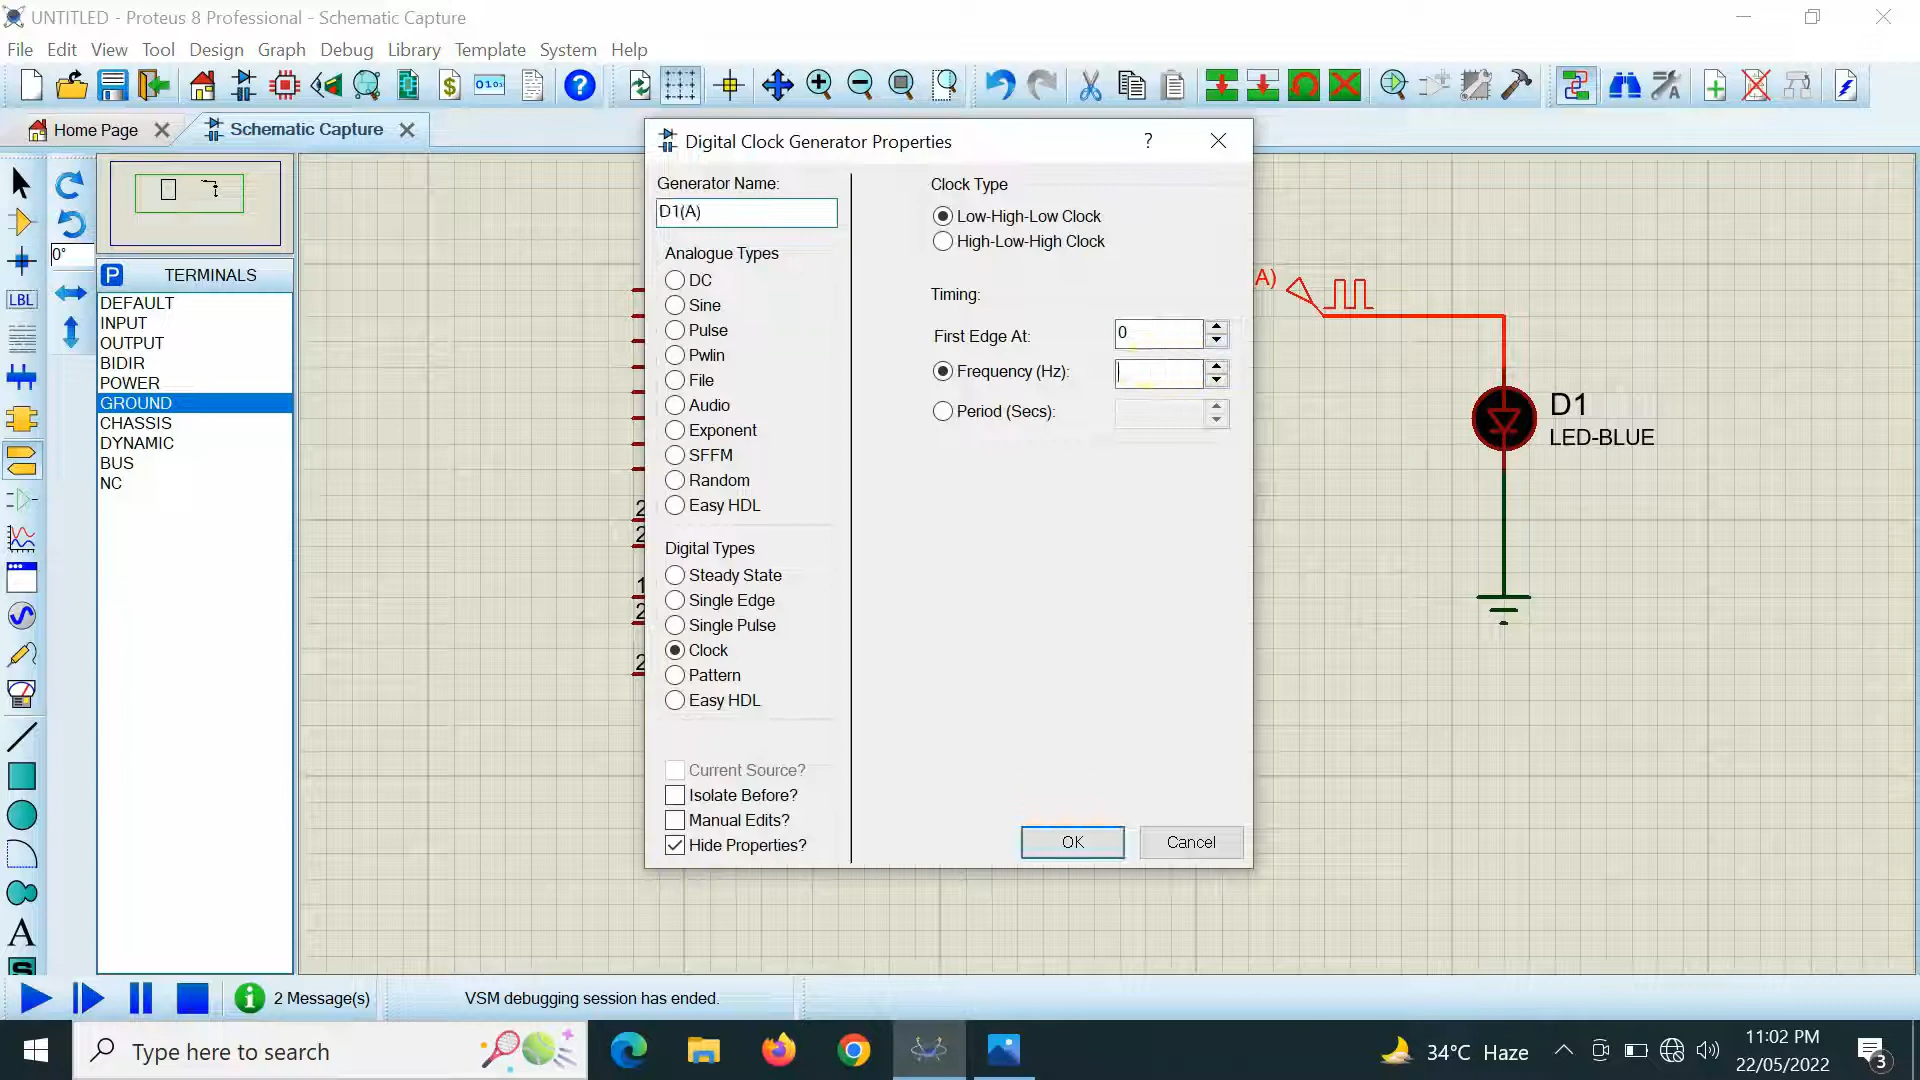 UNTITLED - Proteus 8 Professional - Schematic Capture
File Edit View Tool Design Graph Debug Library Template System Help
$
0101
?
Home Page
Schematic Capture
Digital Clock Generator Properties
?
Generator Name:
D1(A)
Analogue Types
DC
Sine
Pulse
Pwlin
File
Audio
Exponent
SFFM
Random
Easy HDL
Digital Types
Steady State
Single Edge
Single Pulse
Clock
Pattern
Easy HDL
Current Source?
Isolate Before?
Manual Edits?
Hide Properties?
Clock Type
Low-High-Low Clock
High-Low-High Clock
Timing:
First Edge At:
0
Frequency (Hz):
Period (Secs):
OK
Cancel
0°
LBL
A
S
P
TERMINALS
DEFAULT
INPUT
OUTPUT
BIDIR
POWER
GROUND
CHASSIS
DYNAMIC
BUS
NC
2
2
1
2
2
A)
D1
LED-BLUE
2 Message(s)
VSM debugging session has ended.
Type here to search
34°C Haze
11:02 PM
22/05/2022
3